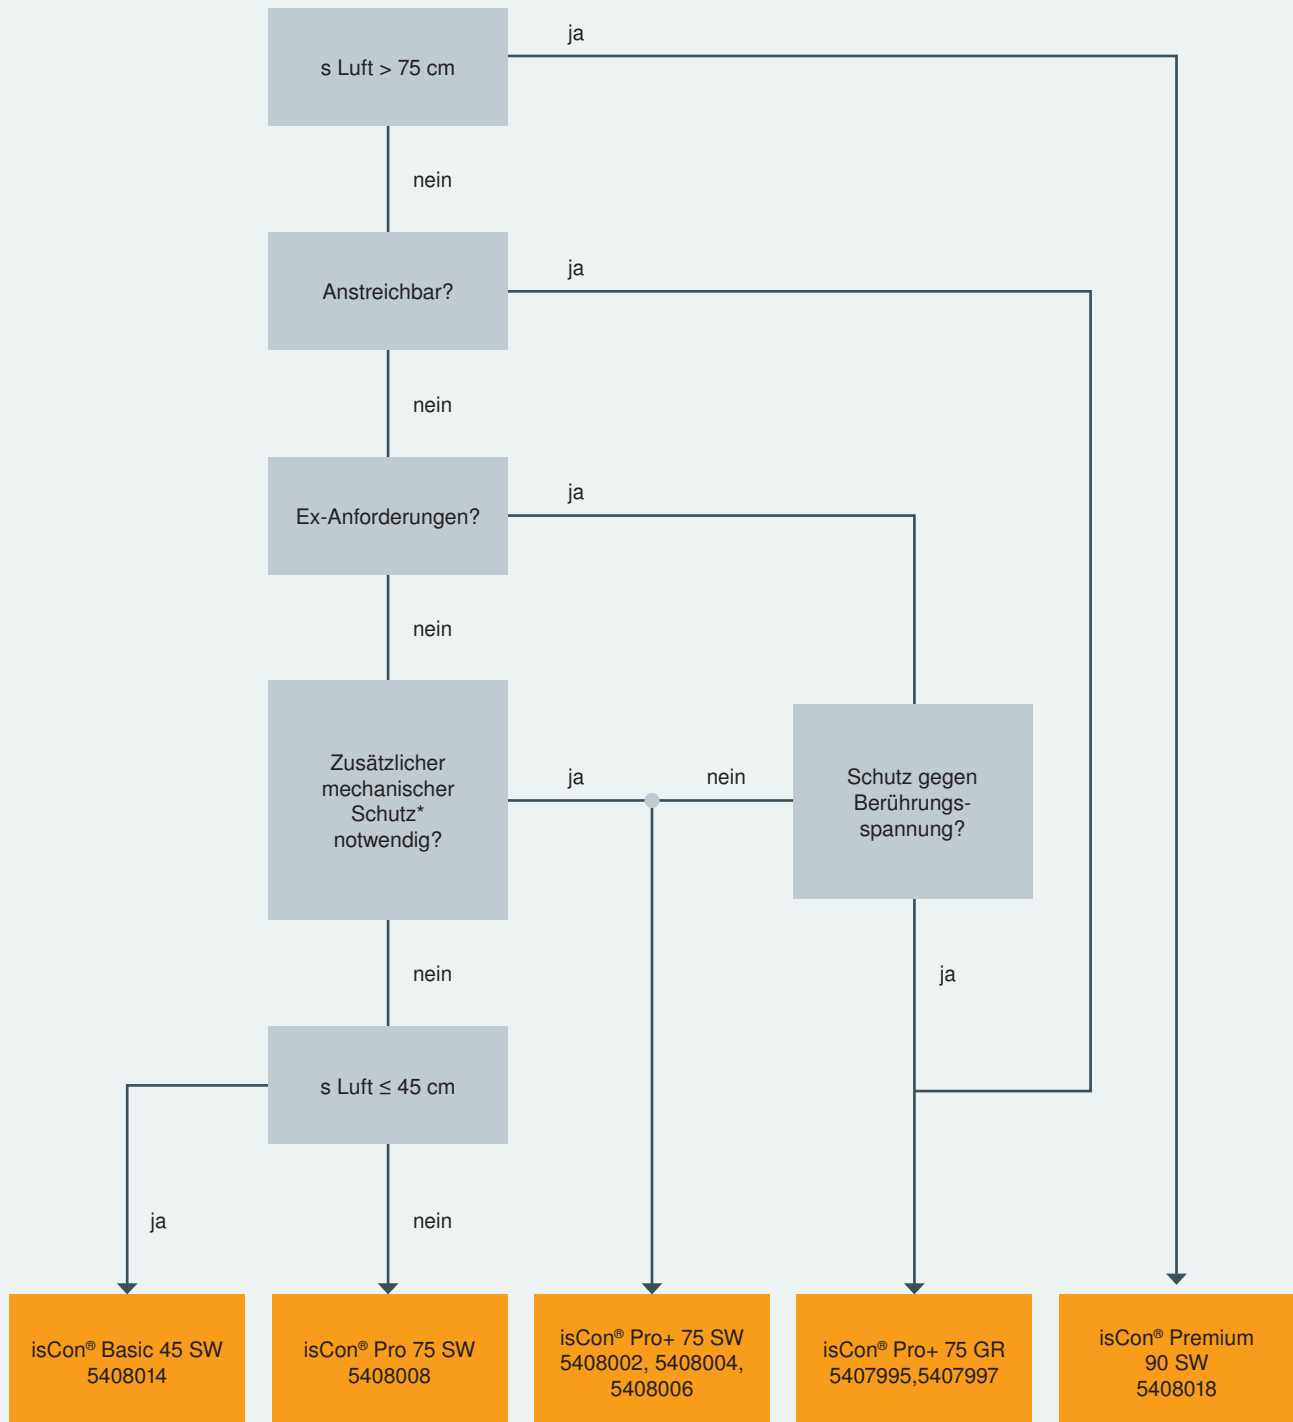 s Luft > 75 cm
ja
nein
Anstreichbar?
ja
nein
Ex-Anforderungen?
ja
nein
Zusätzlicher
mechanischer
Schutz*
notwendig?
ja
nein
Schutz gegen
Berührungs-
spannung?
nein
ja
s Luft ≤ 45 cm
ja
nein
isCon® Basic 45 SW
5408014
isCon® Pro 75 SW
5408008
isCon® Pro+ 75 SW
5408002, 5408004,
5408006
isCon® Pro+ 75 GR
5407995,5407997
isCon® Premium
90 SW
5408018